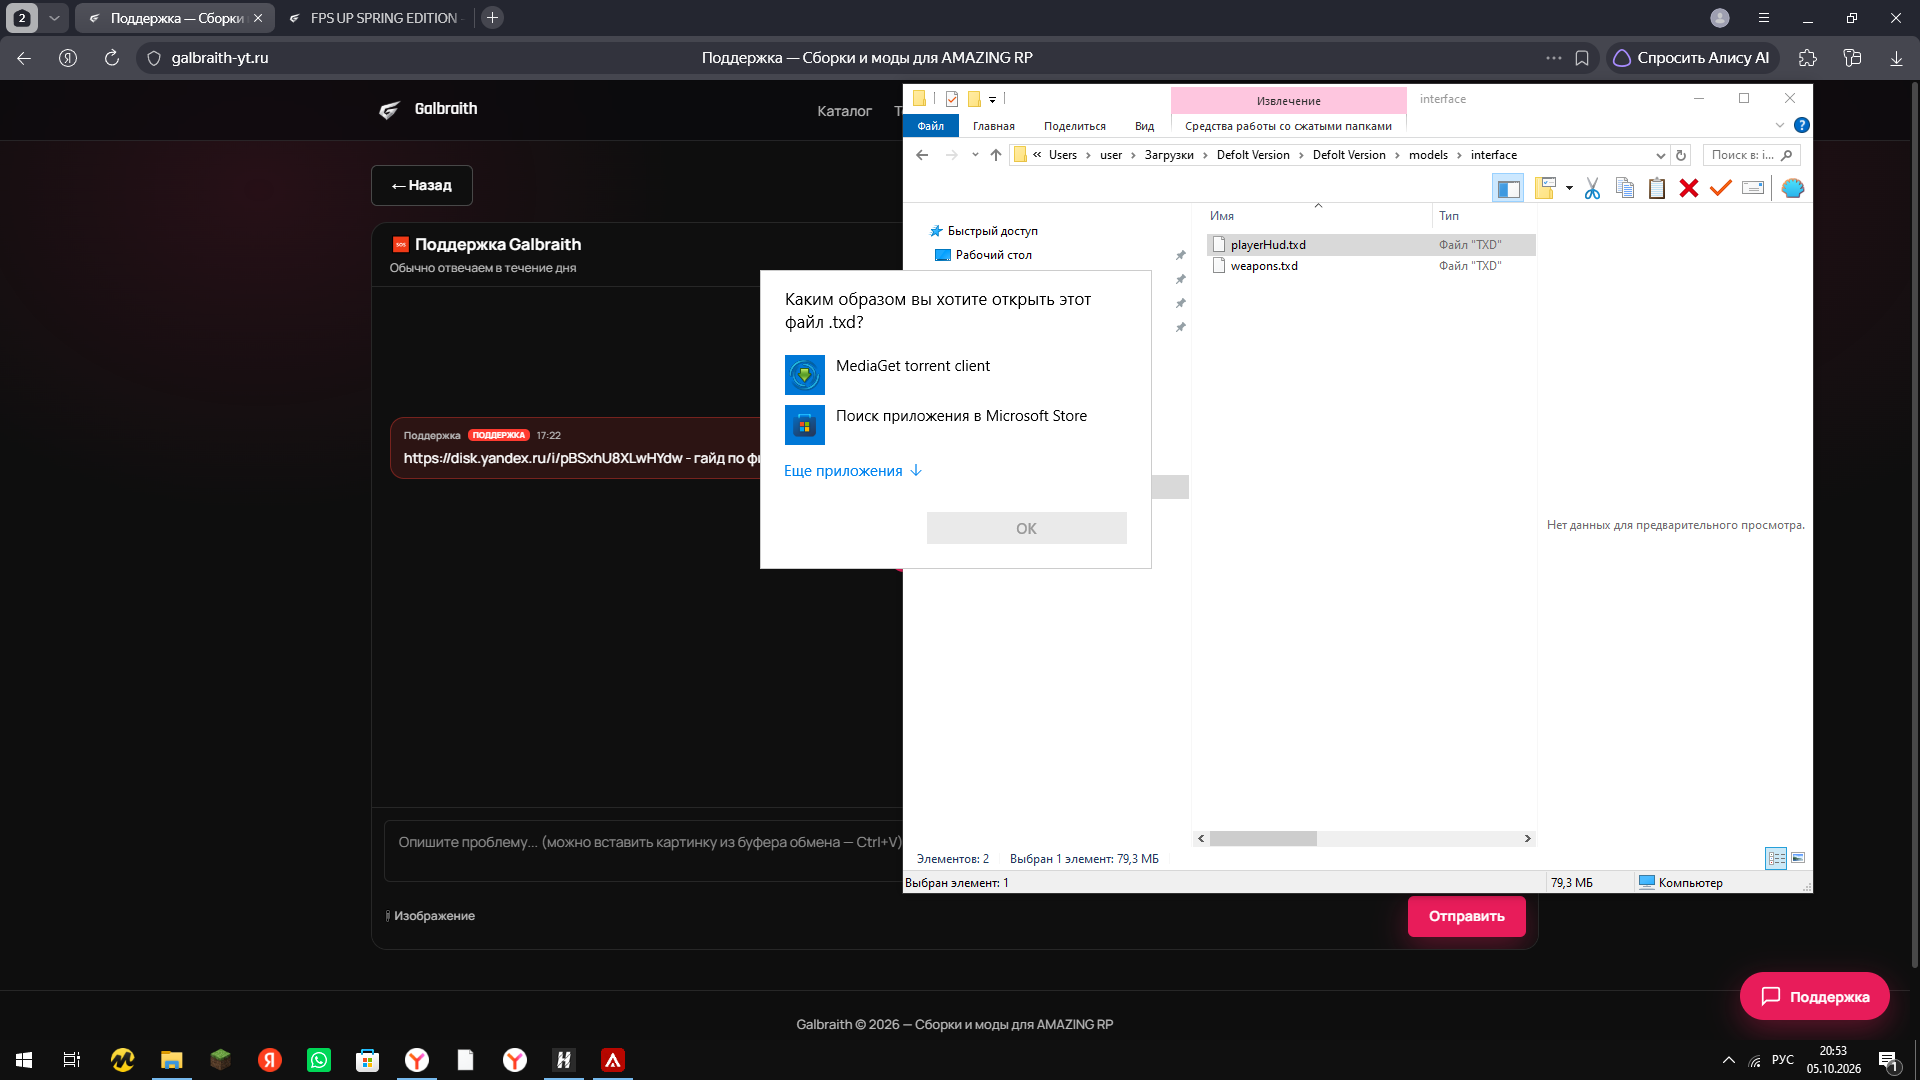 2
Поддержка — Сборки
FPS UP SPRING EDITION
galbraith-yt.ru
Поддержка — Сборки и моды для AMAZING RP
Спросить Алису AI
Galbraith
Каталог
← Назад
SOS Поддержка Galbraith
Обычно отвечаем в течение дня
Поддержка ПОДДЕРЖКА 17:22
https://disk.yandex.ru/i/pBSxhU8XLwHYdw - гайд по
Опишите проблему... (можно вставить картинку из буфера обмена — Ctrl+V)
Изображение
Отправить
Поддержка
Galbraith © 2026 — Сборки и моды для AMAZING RP
Извлечение
interface
Файл
Главная
Поделиться
Вид
Средства работы со сжатыми папками
« Users › user › Загрузки › Defolt Version › Defolt Version › models › interface
Поиск в: i...
Имя
Тип
Быстрый доступ
Рабочий стол
playerHud.txd
Файл "TXD"
weapons.txd
Файл "TXD"
Нет данных для предварительного просмотра.
Элементов: 2
Выбран 1 элемент: 79,3 МБ
Выбран элемент: 1
79,3 МБ
Компьютер
Каким образом вы хотите открыть этот
файл .txd?
MediaGet torrent client
Поиск приложения в Microsoft Store
Еще приложения
ОК
РУС
20:53
05.10.2026
1